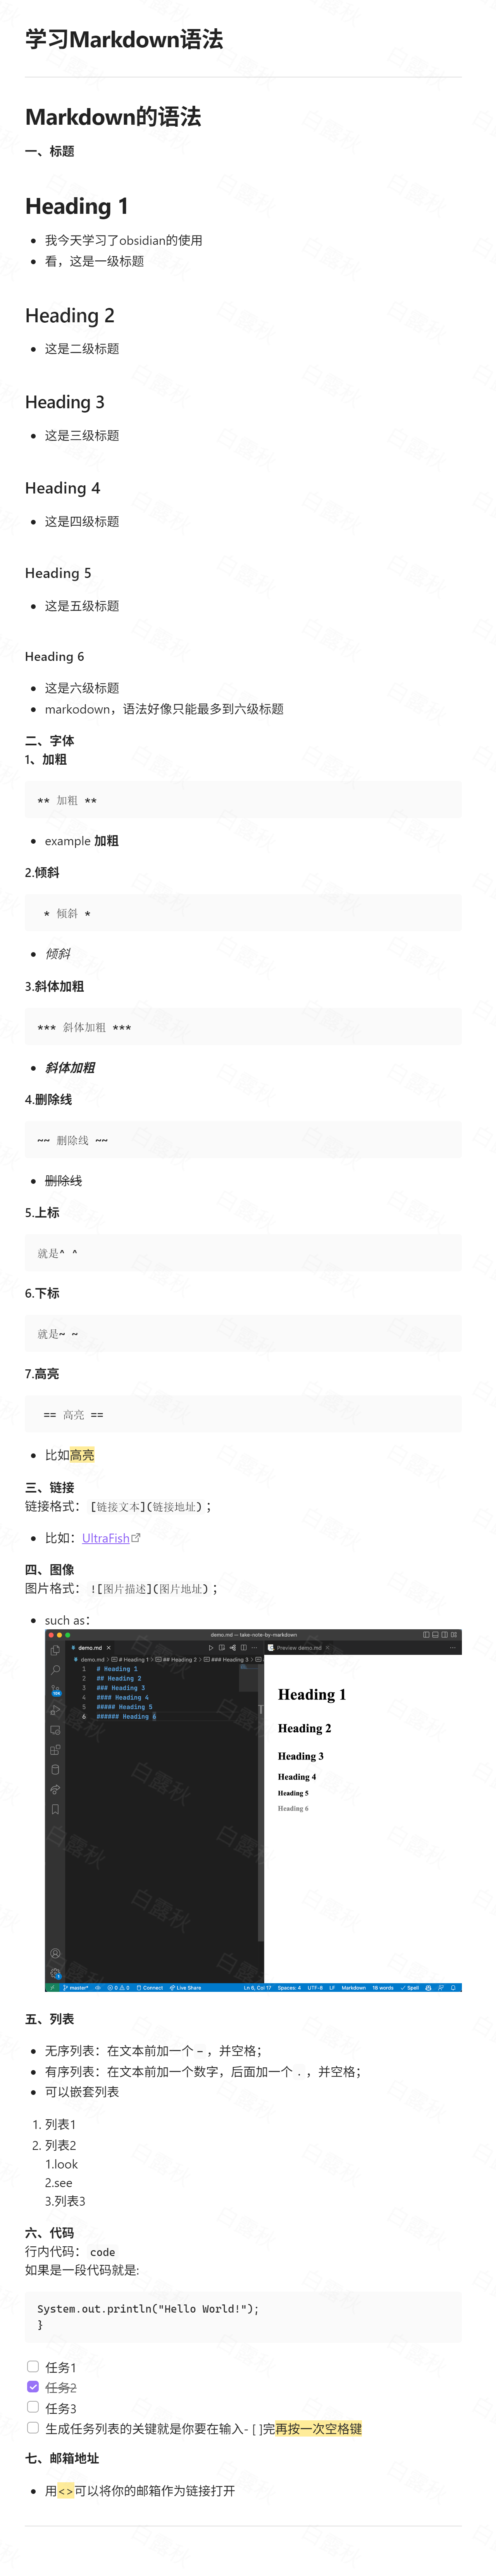 学习Markdown语法
Markdown的语法
一、标题
Heading 1
• 我今天学习了obsidian的使用
• 看，这是一级标题
Heading 2
• 这是二级标题
Heading 3
• 这是三级标题
Heading 4
• 这是四级标题
Heading 5
• 这是五级标题
Heading 6
• 这是六级标题
• markodown，语法好像只能最多到六级标题
二、字体
1、加粗
** 加粗 **
• example 加粗
2.倾斜
* 倾斜 *
• 倾斜
3.斜体加粗
*** 斜体加粗 ***
• 斜体加粗
4.删除线
~~ 删除线 ~~
• 删除线
5.上标
就是^ ^
6.下标
就是~ ~
7.高亮
== 高亮 ==
• 比如高亮
三、链接
链接格式： [链接文本](链接地址) ；
• 比如：UltraFish
四、图像
图片格式： ![图片描述](图片地址) ；
• such as：
demo.md — take-note-by-markdown
demo.md ×
Preview demo.md ×
demo.md > # Heading 1 > ## Heading 2 > ### Heading 3 >
1 # Heading 1
2 ## Heading 2
3 ### Heading 3
4 #### Heading 4
5 ##### Heading 5
6 ###### Heading 6
Heading 1
Heading 2
Heading 3
Heading 4
Heading 5
Heading 6
master* 0 0 Connect Live Share Ln 6, Col 17 Spaces: 4 UTF-8 LF Markdown 18 words Spell
五、列表
• 无序列表：在文本前加一个 - ，并空格；
• 有序列表：在文本前加一个数字，后面加一个 . ，并空格；
• 可以嵌套列表
1. 列表1
2. 列表2
1.look
2.see
3.列表3
六、代码
行内代码： code
如果是一段代码就是:
System.out.println("Hello World!");
}
任务1
任务2
任务3
生成任务列表的关键就是你要在输入- [ ]完再按一次空格键
七、邮箱地址
• 用<>可以将你的邮箱作为链接打开
白露秋